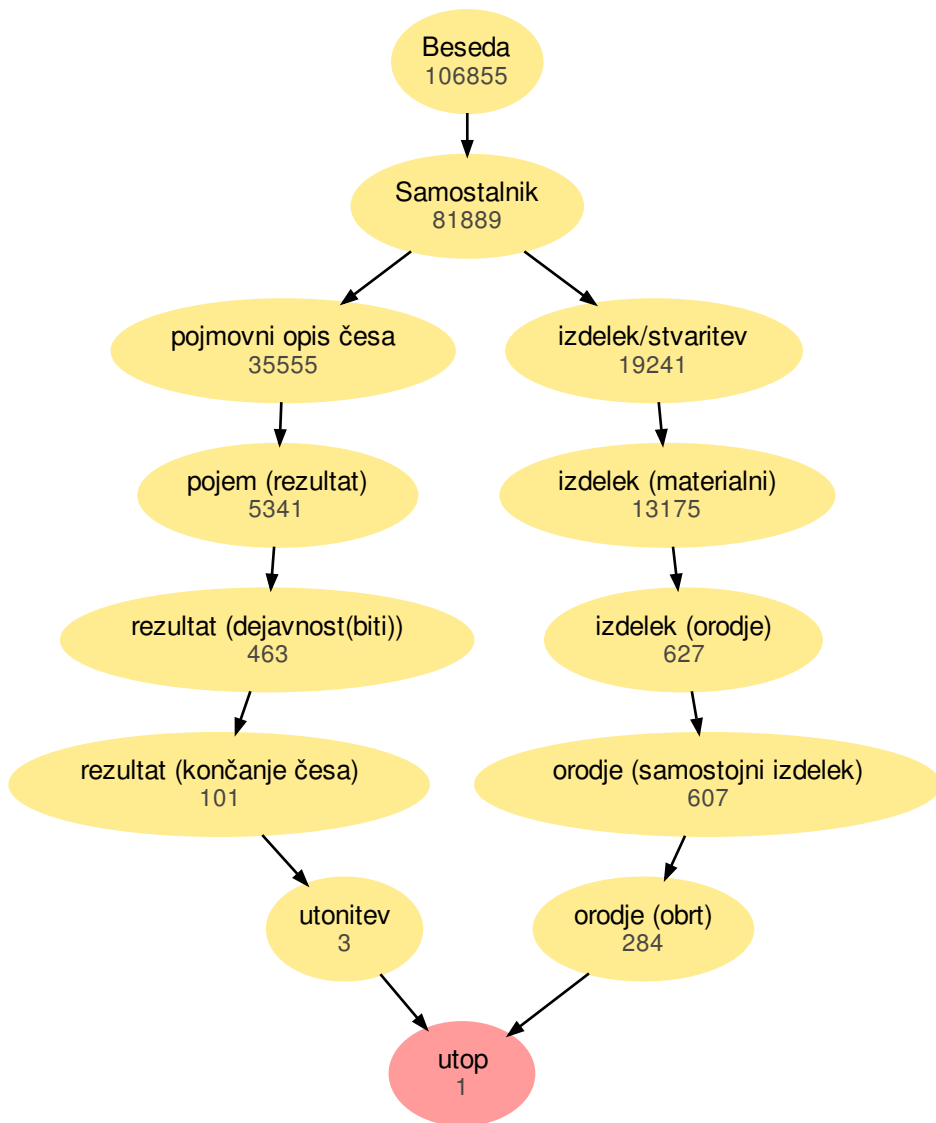 Beseda
106855
Samostalnik
81889
pojmovni opis česa
35555
izdelek/stvaritev
19241
pojem (rezultat)
5341
izdelek (materialni)
13175
rezultat (dejavnost(biti))
463
izdelek (orodje)
627
rezultat (končanje česa)
101
orodje (samostojni izdelek)
607
utonitev
3
orodje (obrt)
284
utop
1